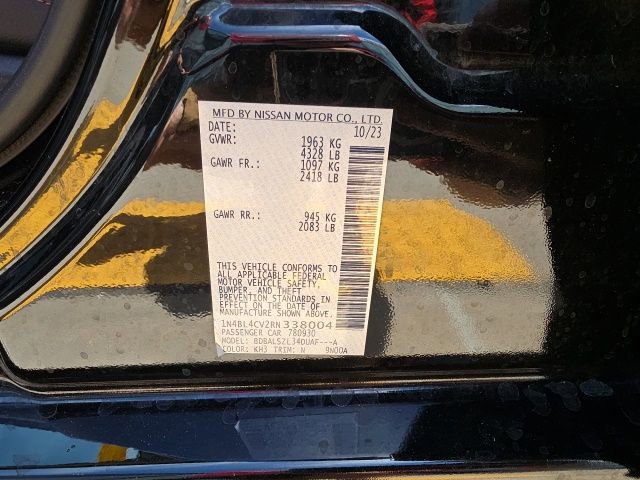 MFD BY NISSAN MOTOR CO., LTD.
DATE: 10/23
GVWR: 1963 KG
4328 LB
GAWR FR.: 1097 KG
2418 LB
GAWR RR.: 945 KG
2083 LB
THIS VEHICLE CONFORMS TO
ALL APPLICABLE FEDERAL
MOTOR VEHICLE SAFETY,
BUMPER, AND THEFT
PREVENTION STANDARDS IN
EFFECT ON THE DATE OF
MANUFACTURE SHOWN ABOVE.
1N4BL4CV2RN338004
PASSENGER CAR 780930
MODEL: BDBALSZL34DUAF---A
COLOR: KH3 TRIM: N 9N00A